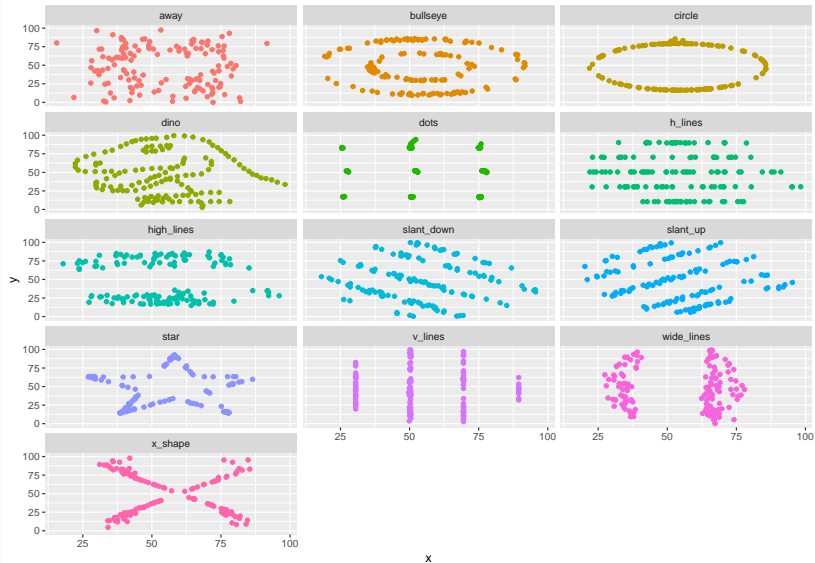 away bullseye circle
100
75
50
25
0
dino dots h_lines
100
75
50
25
0
high_lines slant_down slant_up
100
75
50
25
0
y
star v_lines wide_lines
100
75
50
25
0
25 50 75 100 25 50 75 100
x_shape
100
75
50
25
0
25 50 75 100
x